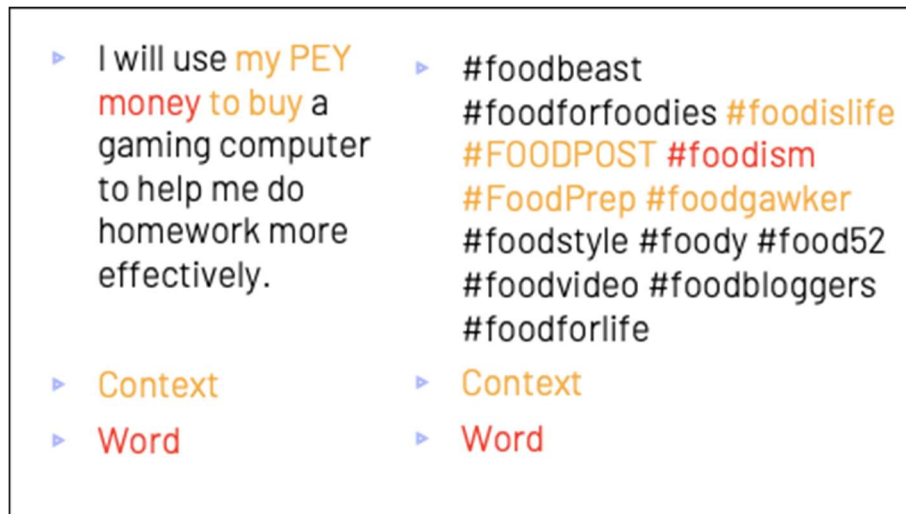 I will use my PEY
money to buy a
gaming computer
to help me do
homework more
effectively.
Context
Word
#foodbeast
#foodforfoodies #foodislife
#FOODPOST #foodism
#FoodPrep #foodgawker
#foodstyle #foody #food52
#foodvideo #foodbloggers
#foodforlife
Context
Word